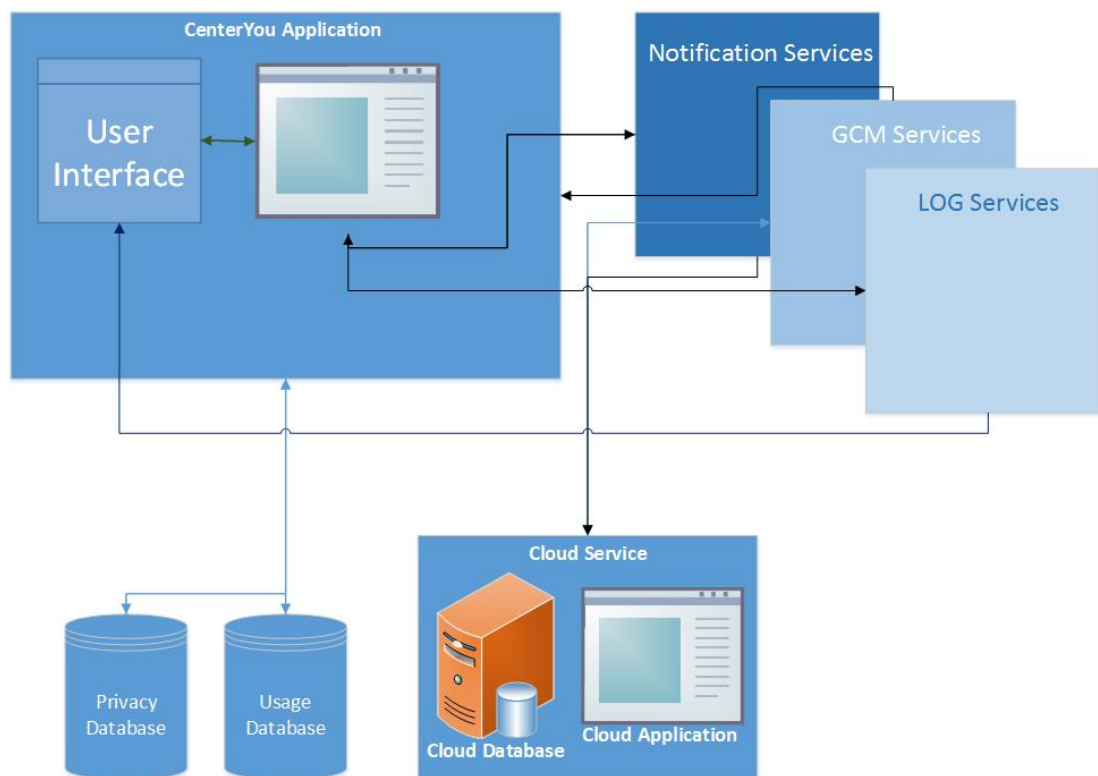 CenterYou Application
User
Interface
Notification Services
GCM Services
LOG Services
Cloud Service
Cloud Database
Cloud Application
Privacy
Database
Usage
Database